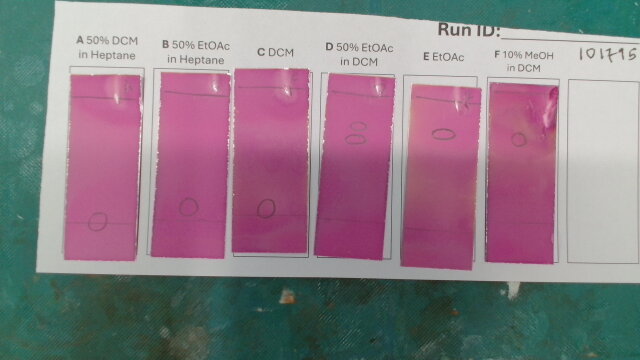 Run ID:
101795
A 50% DCM
in Heptane
B 50% EtOAc
in Heptane
C DCM
D 50% EtOAc
in DCM
E EtOAc
F 10% MeOH
in DCM